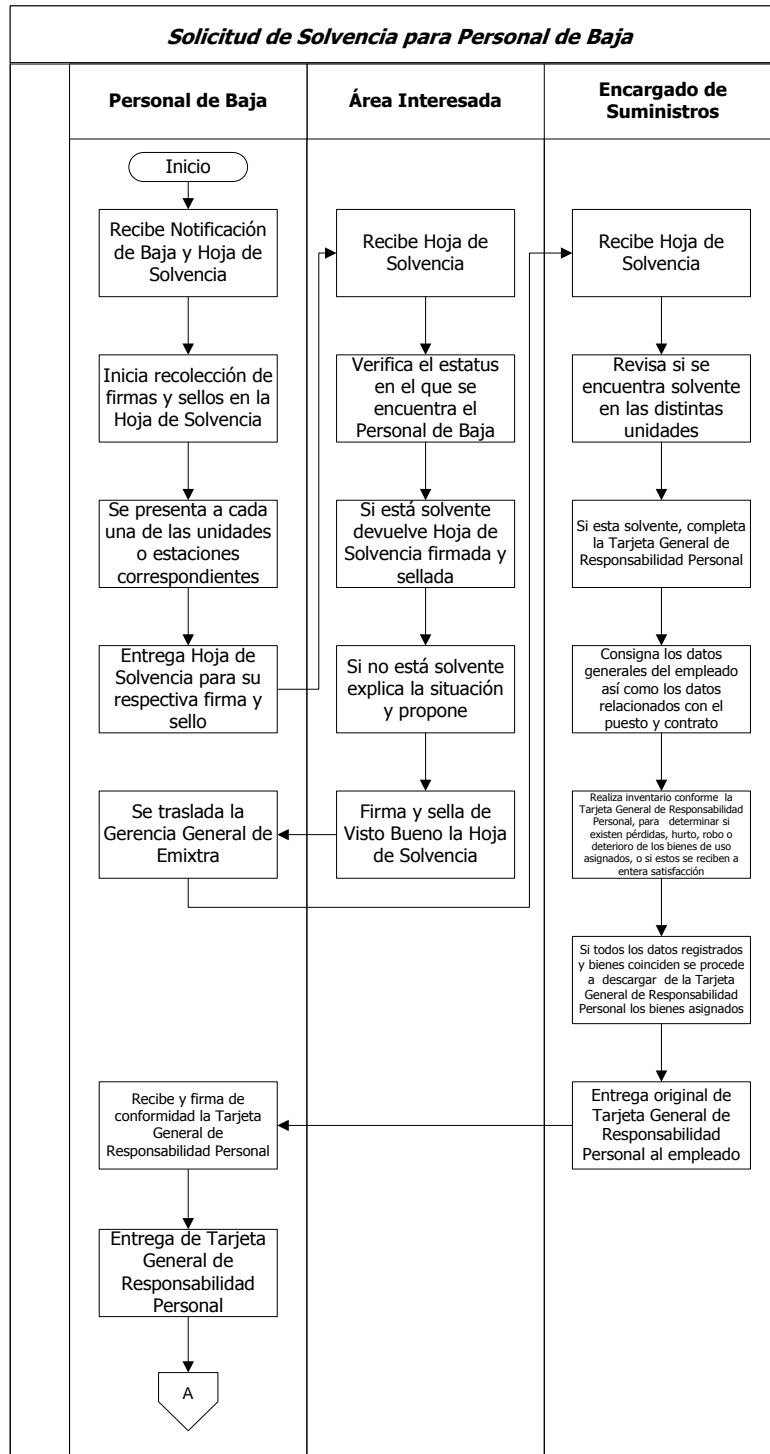 Solicitud de Solvencia para Personal de Baja
Personal de Baja
Área Interesada
Encargado de
Suministros
Inicio
Recibe Notificación
de Baja y Hoja de
Solvencia
Inicia recolección de
firmas y sellos en la
Hoja de Solvencia
Se presenta a cada
una de las unidades
o estaciones
correspondientes
Entrega Hoja de
Solvencia para su
respectiva firma y
sello
Recibe Hoja de
Solvencia
Verifica el estatus
en el que se
encuentra el
Personal de Baja
Si está solvente
devuelve Hoja de
Solvencia firmada y
sellada
Si no está solvente
explica la situación
y propone
Firma y sella de
Visto Bueno la Hoja
de Solvencia
Se traslada la
Gerencia General de
Emixtra
Recibe Hoja de
Solvencia
Revisa si se
encuentra solvente
en las distintas
unidades
Si esta solvente, completa
la Tarjeta General de
Responsabilidad Personal
Consigna los datos
generales del empleado
así como los datos
relacionados con el
puesto y contrato
Realiza inventario conforme la
Tarjeta General de Responsabilidad
Personal, para determinar si
existen pérdidas, hurto, robo o
deterioro de los bienes de uso
asignados, o si estos se reciben a
entera satisfacción
Si todos los datos registrados
y bienes coinciden se procede
a descargar de la Tarjeta
General de Responsabilidad
Personal los bienes asignados
Entrega original de
Tarjeta General de
Responsabilidad
Personal al empleado
Recibe y firma de
conformidad la Tarjeta
General de
Responsabilidad Personal
Entrega de Tarjeta
General de
Responsabilidad
Personal
A